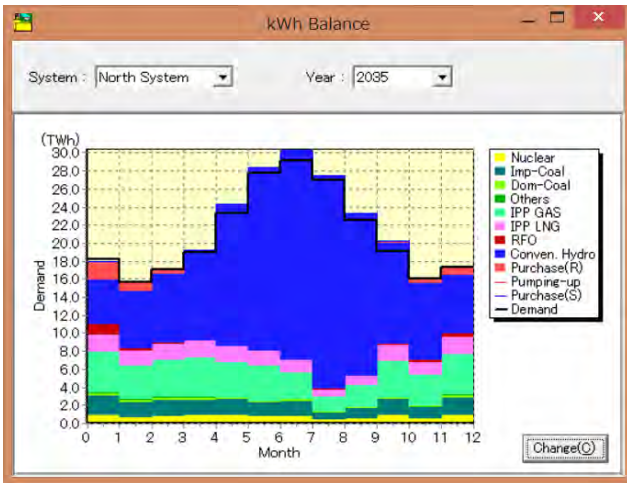 kWh Balance
System : North System
Year : 2035
(TWh)
30.0
28.0
26.0
24.0
22.0
20.0
18.0
16.0
14.0
12.0
10.0
8.0
6.0
4.0
2.0
0.0
Demand
0 1 2 3 4 5 6 7 8 9 10 11 12
Month
Nuclear
Imp-Coal
Dom-Coal
Others
IPP GAS
IPP LNG
RFO
Conven. Hydro
Purchase(R)
Pumping-up
Purchase(S)
Demand
Change(C)